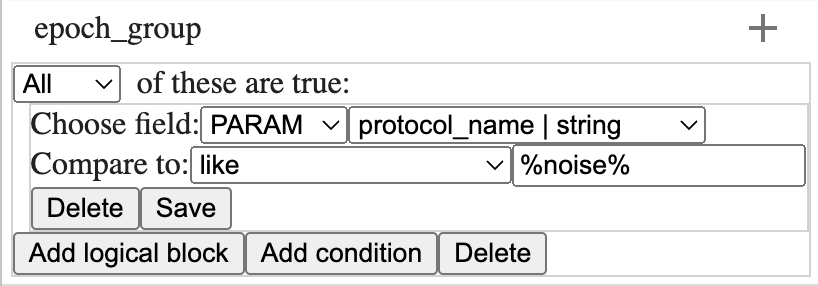 epoch_group +
All of these are true:
Choose field: PARAM protocol_name | string
Compare to: like %noise%
Delete Save
Add logical block Add condition Delete